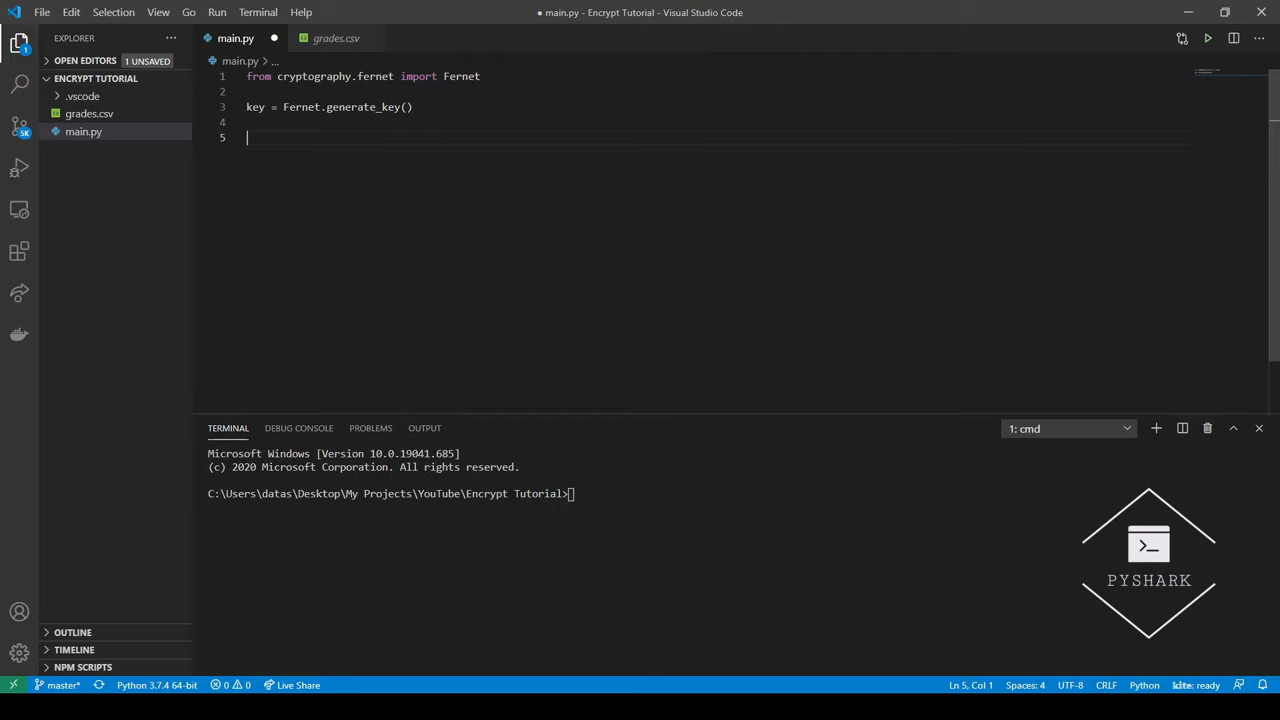 File Edit Selection View Go Run Terminal Help
● main.py - Encrypt Tutorial - Visual Studio Code
EXPLORER
OPEN EDITORS 1 UNSAVED
ENCRYPT TUTORIAL
.vscode
grades.csv
main.py
OUTLINE
TIMELINE
NPM SCRIPTS
1
5K
main.py ● grades.csv
main.py > ...
1 from cryptography.fernet import Fernet
2
3 key = Fernet.generate_key()
4
5
TERMINAL DEBUG CONSOLE PROBLEMS OUTPUT
1: cmd
Microsoft Windows [Version 10.0.19041.685]
(c) 2020 Microsoft Corporation. All rights reserved.
C:\Users\datas\Desktop\My Projects\YouTube\Encrypt Tutorial>
PYSHARK
master* Python 3.7.4 64-bit 0 0 Live Share
Ln 5, Col 1 Spaces: 4 UTF-8 CRLF Python kite: ready